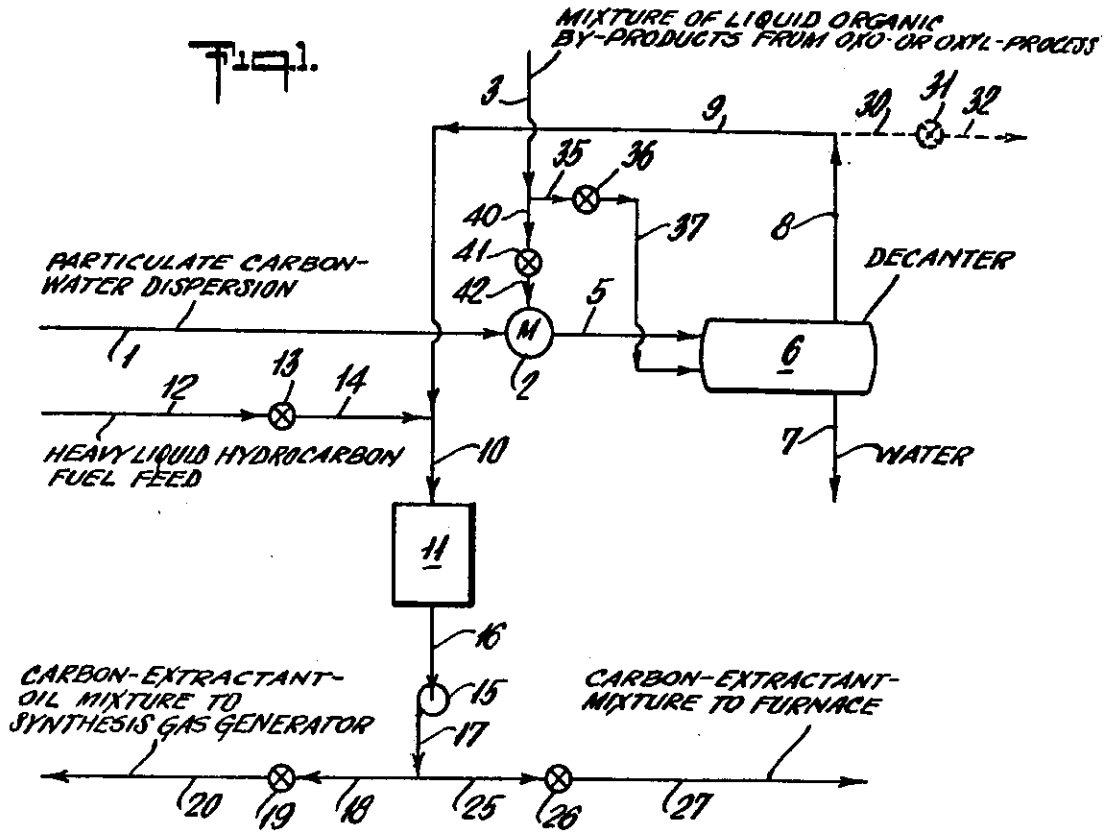 Fig. 1.
MIXTURE OF LIQUID ORGANIC
BY-PRODUCTS FROM OXO-OR OXYL-PROCESS
3
9
30
31
32
35
36
40
37
8
41
42
PARTICULATE CARBON-
WATER DISPERSION
DECANTER
1
M
2
5
6
12
13
14
7
WATER
HEAVY LIQUID HYDROCARBON
FUEL FEED
10
11
16
CARBON-EXTRACTANT-
OIL MIXTURE TO
SYNTHESIS GAS GENERATOR
15
CARBON-EXTRACTANT-
MIXTURE TO FURNACE
17
20
19
18
25
26
27